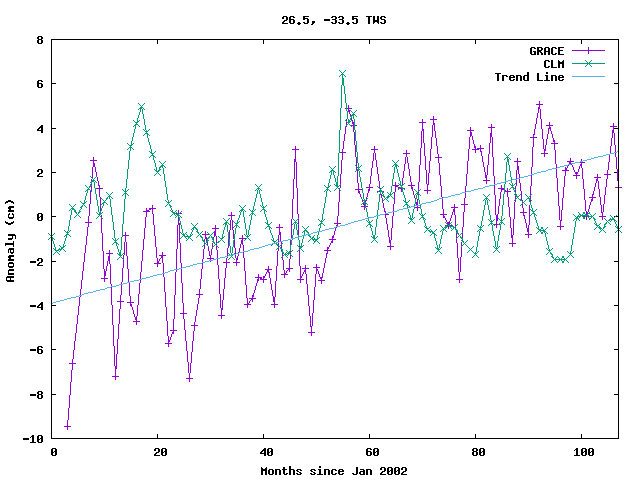 26.5, -33.5 TWS
GRACE
CLM
Trend Line
Anomaly (cm)
8
6
4
2
0
-2
-4
-6
-8
-10
0 20 40 60 80 100
Months since Jan 2002